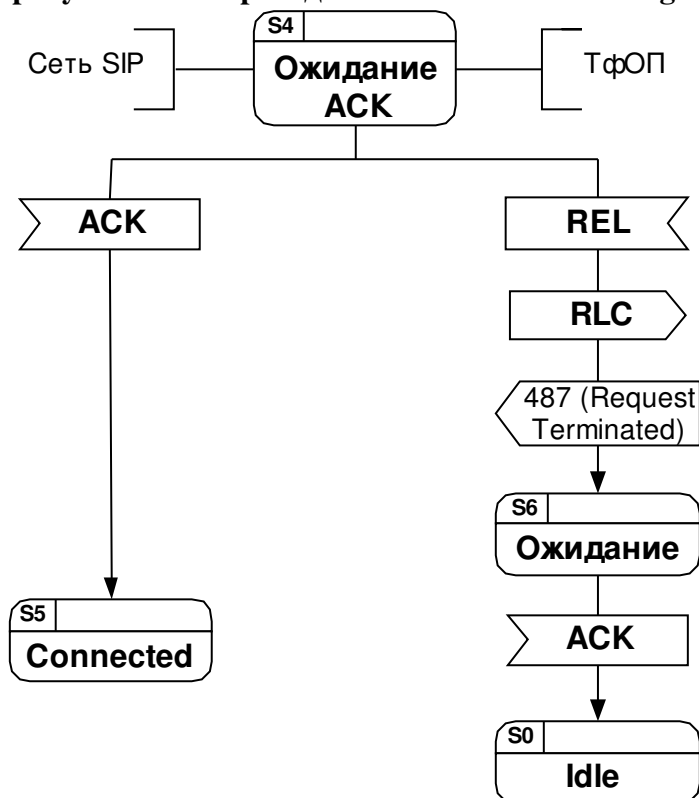 S4
Сеть SIP
Ожидание
ACK
ТфОП
ACK
REL
RLC
487 (Request
Terminated)
S6
Ожидание
S5
Connected
ACK
S0
Idle